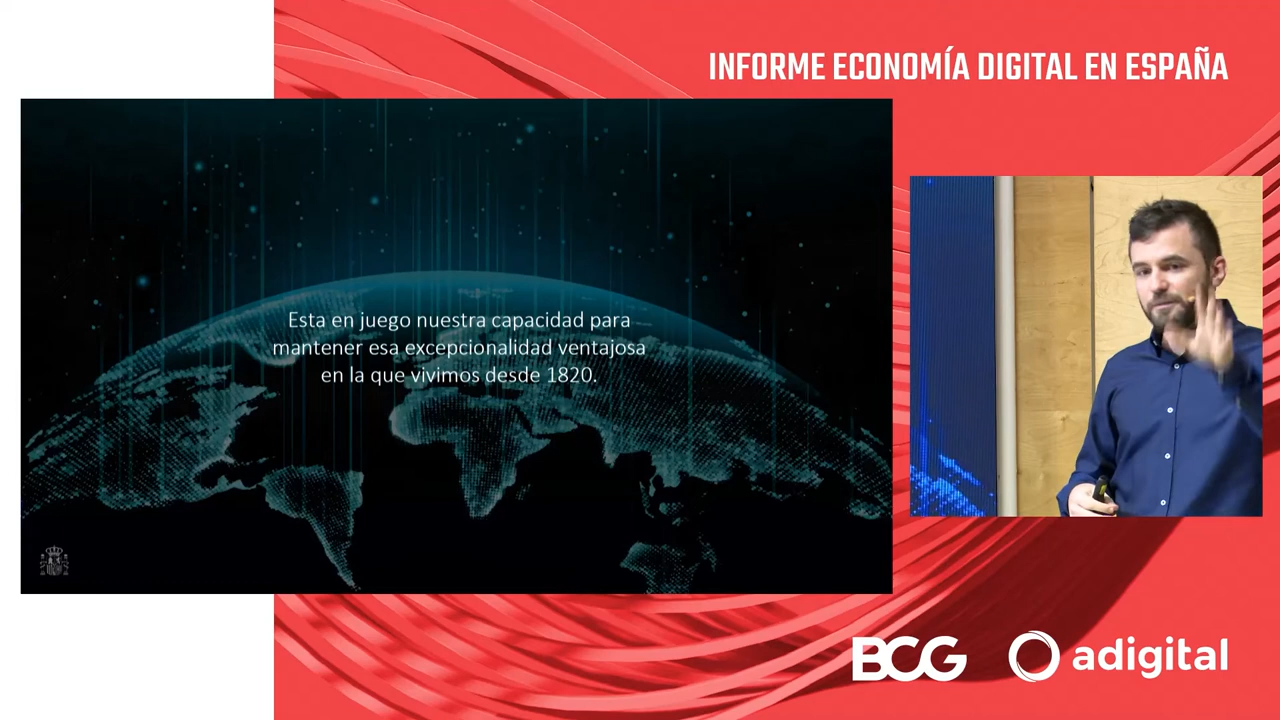 INFORME ECONOMÍA DIGITAL EN ESPAÑA
Esta en juego nuestra capacidad para
mantener esa excepcionalidad ventajosa
en la que vivimos desde 1820.
BCG
adigital